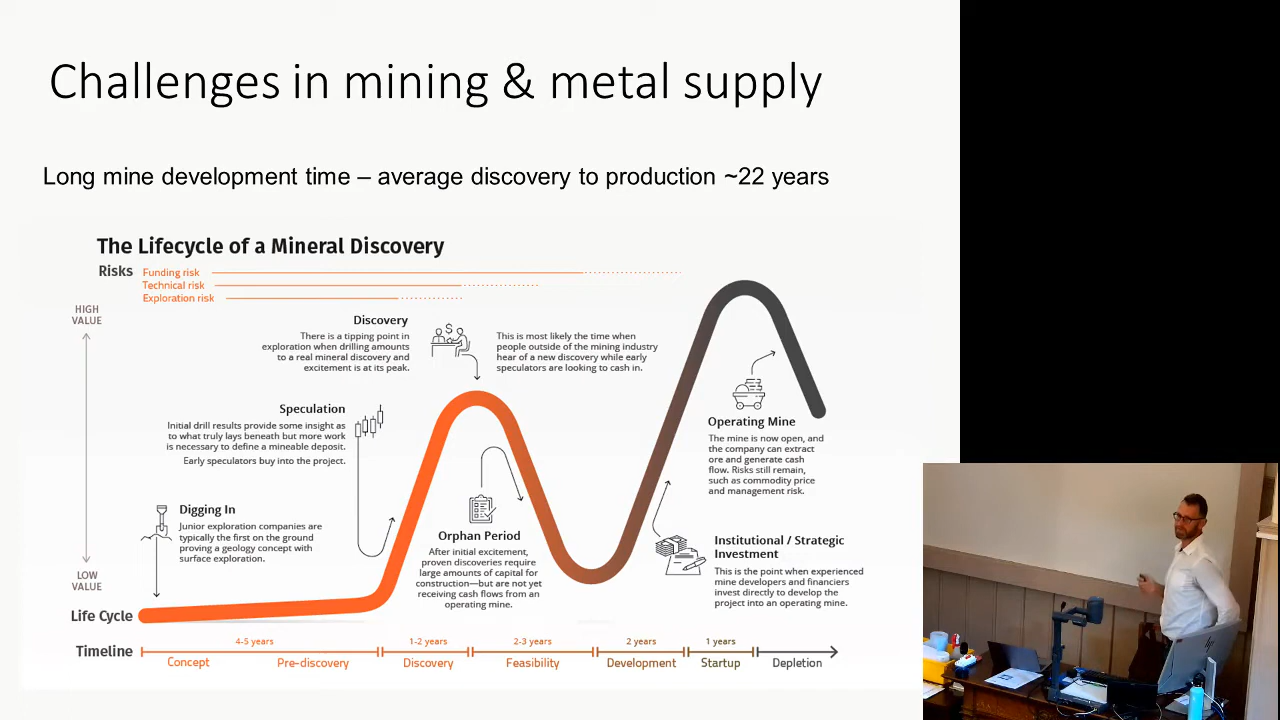 Challenges in mining & metal supply
Long mine development time – average discovery to production ~22 years
The Lifecycle of a Mineral Discovery
Risks
Funding risk
Technical risk
Exploration risk
HIGH
VALUE
Discovery
There is a tipping point in
exploration when drilling amounts
to a real mineral discovery and
excitement is at its peak.
This is most likely the time when
people outside of the mining industry
hear of a new discovery while early
speculators are looking to cash in.
Speculation
Initial drill results provide some insight as
to what truly lays beneath but more work
is necessary to define a mineable deposit.
Early speculators buy into the project.
Operating Mine
The mine is now open, and
the company can extract
ore and generate cash
flow. Risks still remain,
such as commodity price
and management risk.
Digging In
Junior exploration companies are
typically the first on the ground
proving a geology concept with
surface exploration.
Orphan Period
After initial excitement,
proven discoveries require
large amounts of capital for
construction—but are not yet
receiving cash flows from an
operating mine.
Institutional / Strategic
Investment
This is the point when experienced
mine developers and financiers
invest directly to develop the
project into an operating mine.
LOW
VALUE
Life Cycle
Timeline
4-5 years
1-2 years
2-3 years
2 years
1 years
Concept
Pre-discovery
Discovery
Feasibility
Development
Startup
Depletion